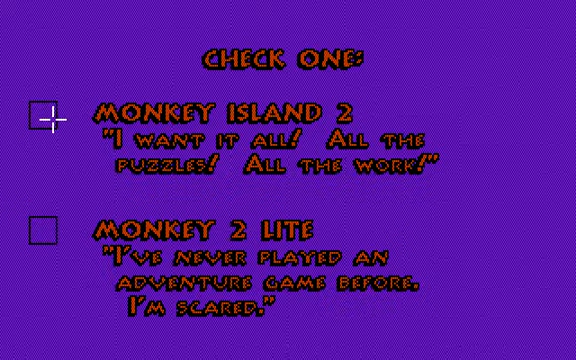 CHECK ONE:
MONKEY ISLAND 2
"I WANT IT ALL! ALL THE
PUZZLES! ALL THE WORK!"
MONKEY 2 LITE
"I'VE NEVER PLAYED AN
ADVENTURE GAME BEFORE.
I'M SCARED."